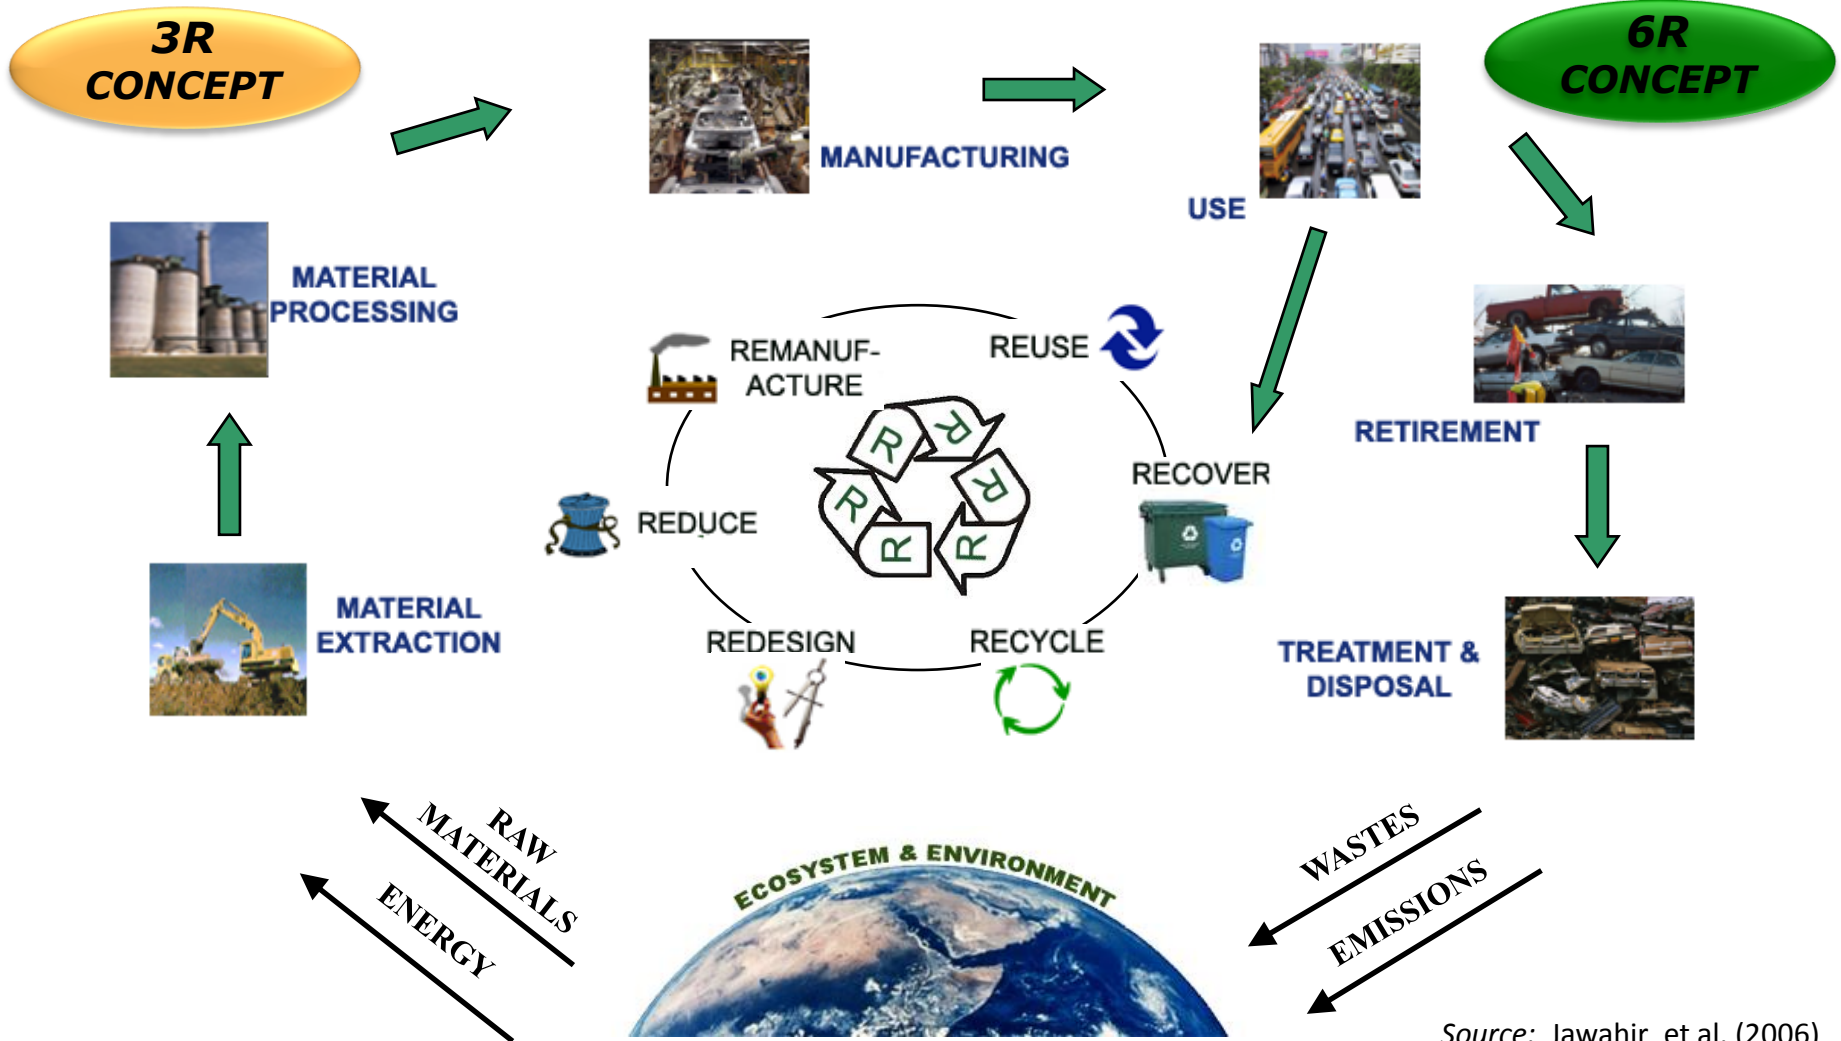 3R
CONCEPT
6R
CONCEPT
MANUFACTURING
USE
MATERIAL
PROCESSING
REMANUF-
ACTURE
REUSE
RETIREMENT
RECOVER
REDUCE
R
R
R
R
R
R
MATERIAL
EXTRACTION
REDESIGN
RECYCLE
TREATMENT &
DISPOSAL
RAW
MATERIALS
ENERGY
ECOSYSTEM & ENVIRONMENT
WASTES
EMISSIONS
Source: Jawahir, et al. (2006)